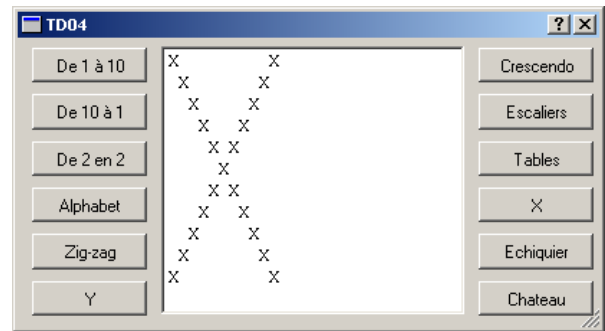 TD04
De 1 à 10
De 10 à 1
De 2 en 2
Alphabet
Zig-zag
Y
X          X
 X        X
  X      X
   X    X
    X X
     X
    X X
   X    X
  X      X
 X        X
X          X
Crescendo
Escaliers
Tables
X
Echiquier
Chateau